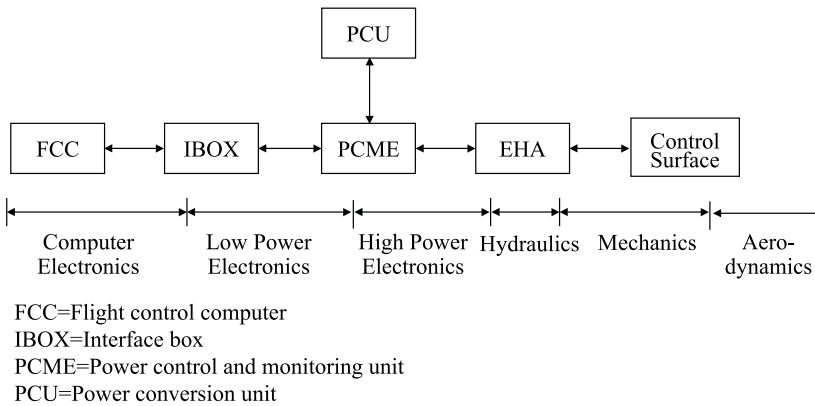 PCU
FCC
IBOX
PCME
EHA
Control
Surface
Computer
Electronics
Low Power
Electronics
High Power
Electronics
Hydraulics
Mechanics
Aero-
dynamics
FCC=Flight control computer
IBOX=Interface box
PCME=Power control and monitoring unit
PCU=Power conversion unit